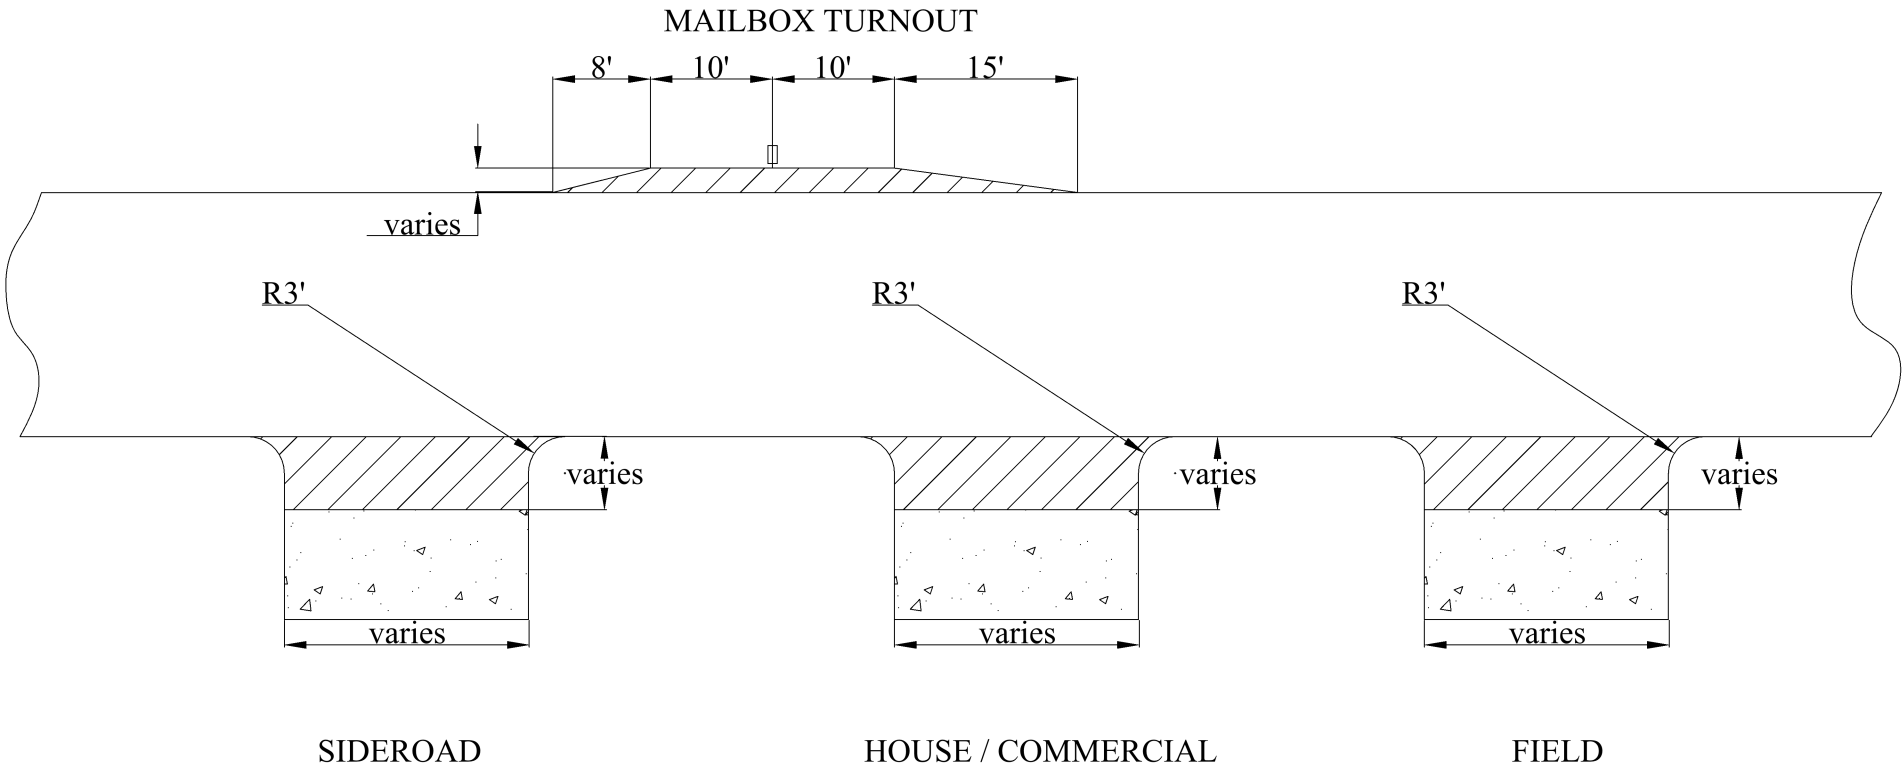 MAILBOX TURNOUT
8' 10' 10' 15'
varies
R3' R3' R3'
varies varies varies
varies varies varies
SIDEROAD HOUSE / COMMERCIAL FIELD